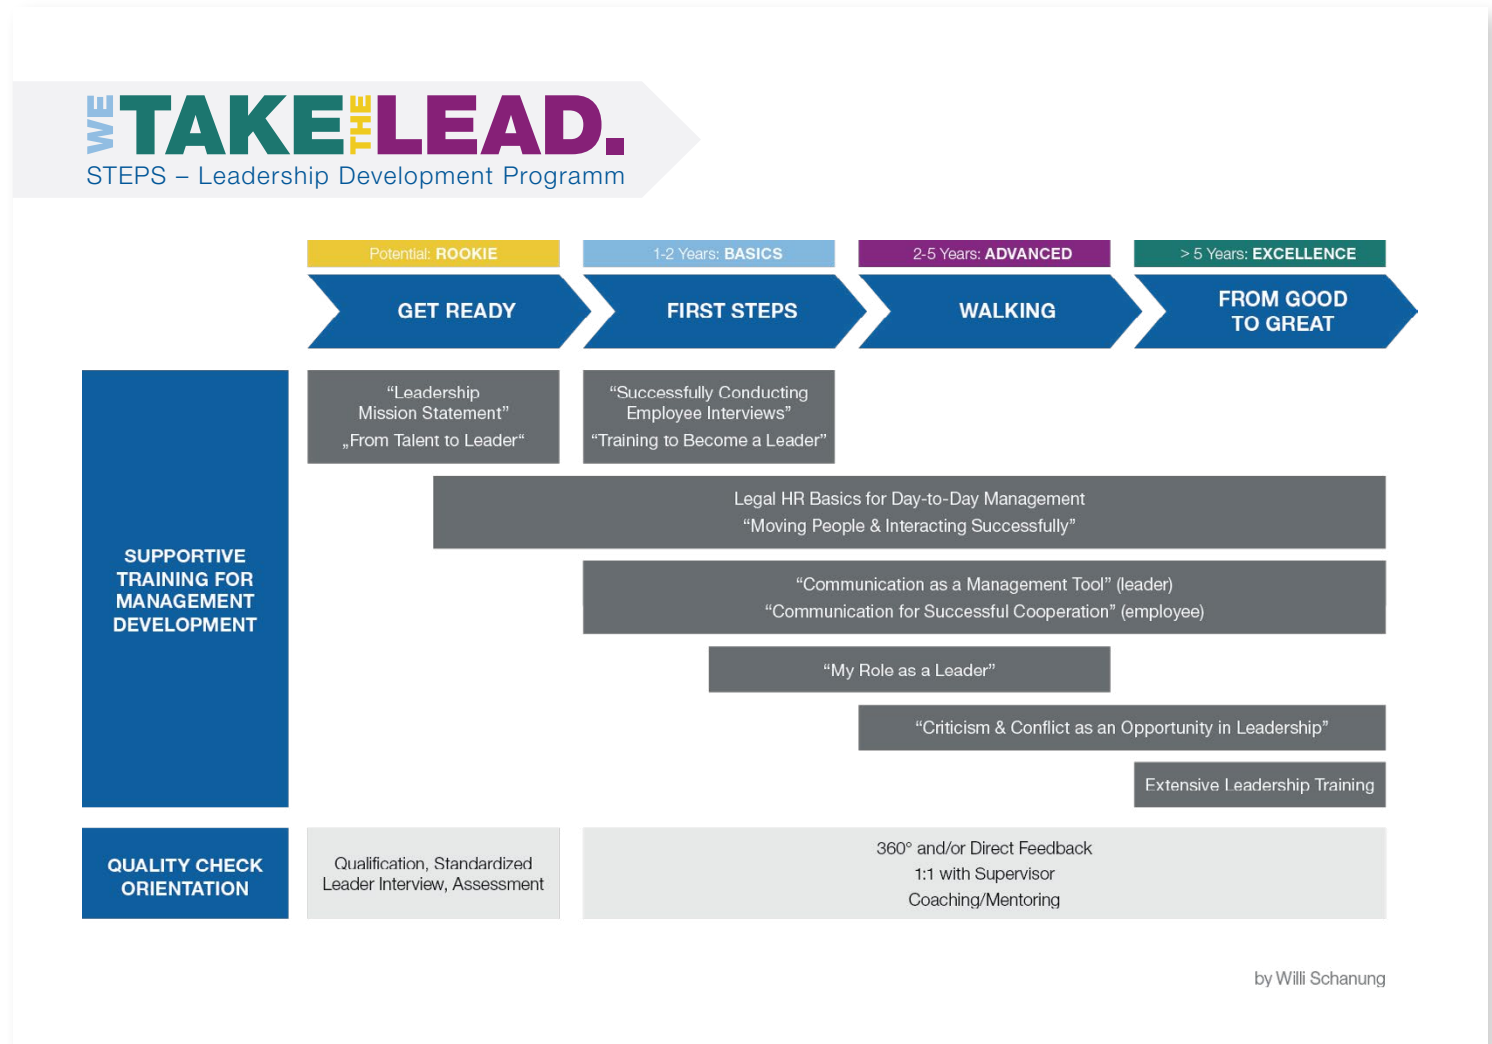 WE TAKE THE LEAD.
STEPS – Leadership Development Programm
Potential: ROOKIE
1-2 Years: BASICS
2-5 Years: ADVANCED
> 5 Years: EXCELLENCE
GET READY
FIRST STEPS
WALKING
FROM GOOD
TO GREAT
SUPPORTIVE
TRAINING FOR
MANAGEMENT
DEVELOPMENT
“Leadership
Mission Statement”
„From Talent to Leader“
“Successfully Conducting
Employee Interviews”
“Training to Become a Leader”
Legal HR Basics for Day-to-Day Management
“Moving People & Interacting Successfully”
“Communication as a Management Tool” (leader)
“Communication for Successful Cooperation” (employee)
“My Role as a Leader”
“Criticism & Conflict as an Opportunity in Leadership”
Extensive Leadership Training
QUALITY CHECK
ORIENTATION
Qualification, Standardized
Leader Interview, Assessment
360° and/or Direct Feedback
1:1 with Supervisor
Coaching/Mentoring
by Willi Schanung